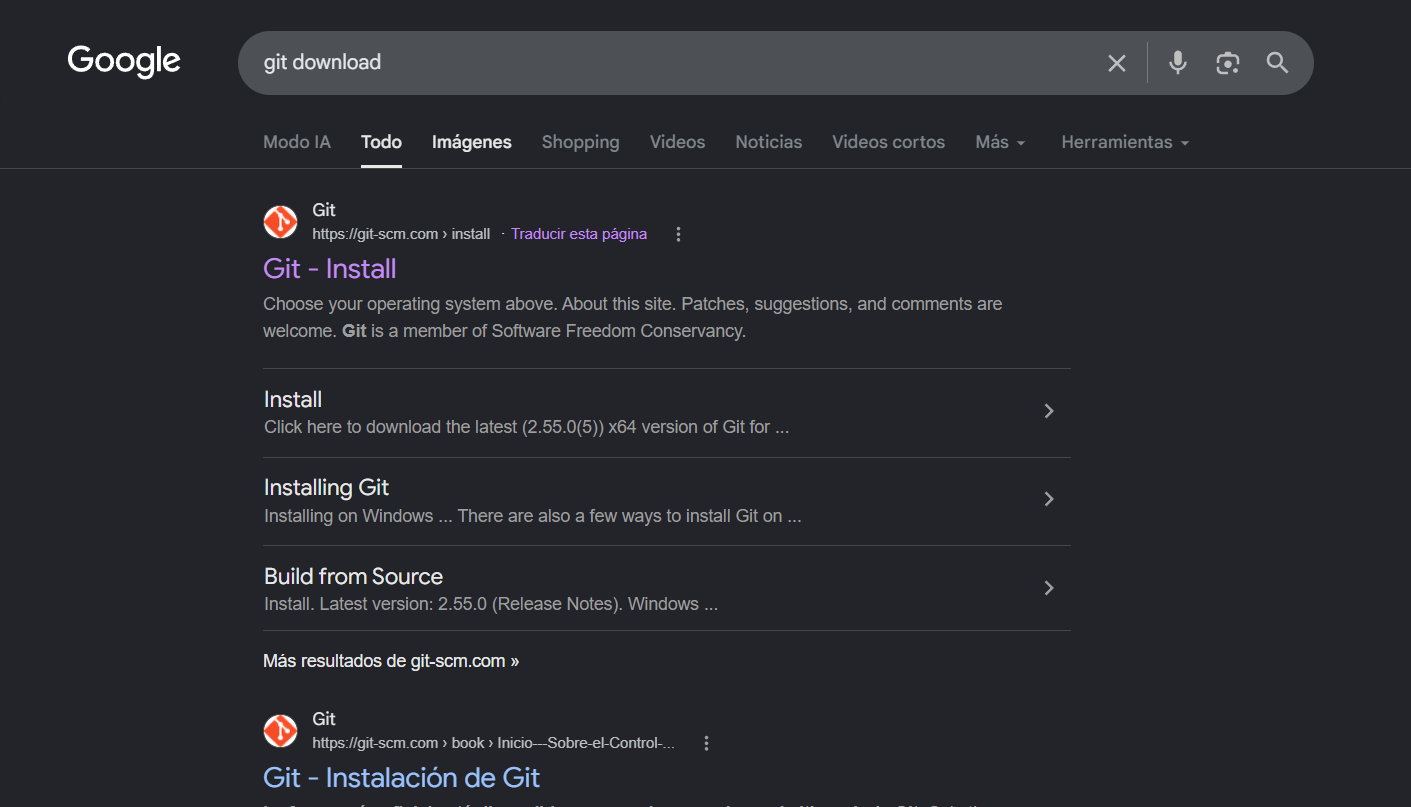 Google
git download
Modo IA Todo Imágenes Shopping Videos Noticias Videos cortos Más Herramientas
Git
https://git-scm.com › install · Traducir esta página
Git - Install
Choose your operating system above. About this site. Patches, suggestions, and comments are
welcome. Git is a member of Software Freedom Conservancy.
Install
Click here to download the latest (2.55.0(5)) x64 version of Git for ...
Installing Git
Installing on Windows ... There are also a few ways to install Git on ...
Build from Source
Install. Latest version: 2.55.0 (Release Notes). Windows ...
Más resultados de git-scm.com »
Git
https://git-scm.com › book › Inicio---Sobre-el-Control-...
Git - Instalación de Git